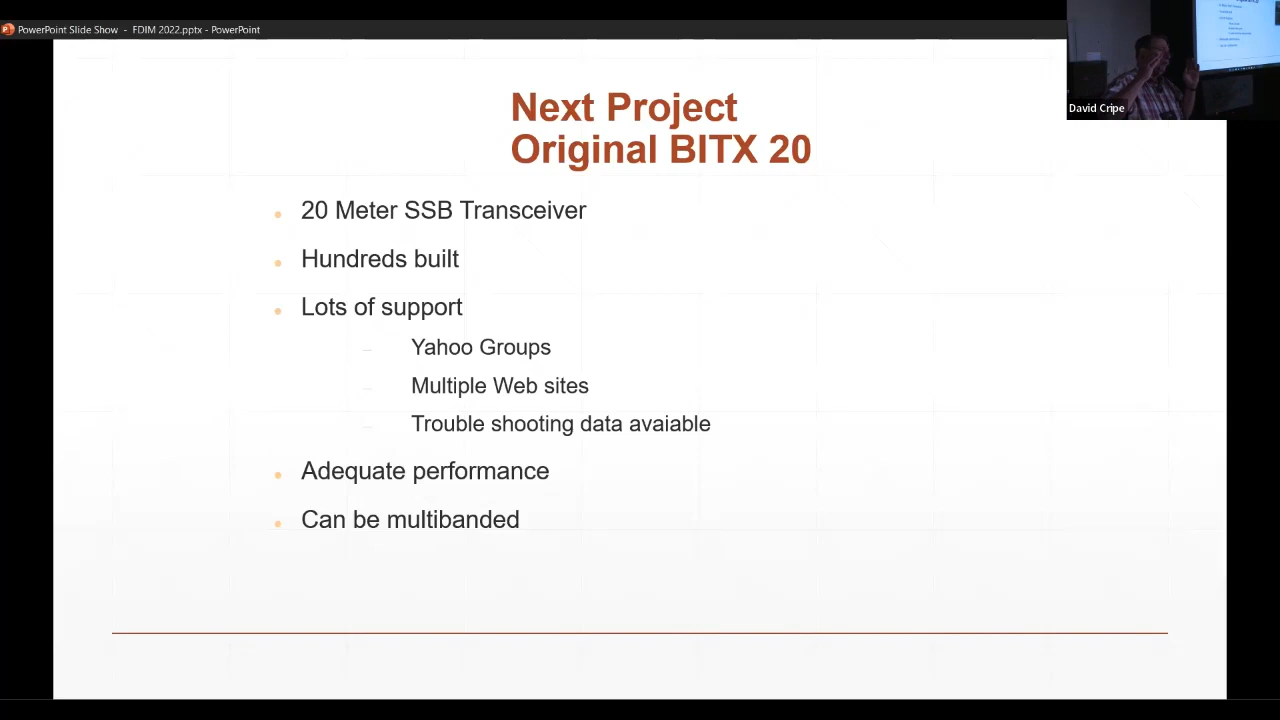 PowerPoint Slide Show - FDIM 2022.pptx - PowerPoint
David Cripe
Next Project
Original BITX 20
20 Meter SSB Transceiver
Hundreds built
Lots of support
Yahoo Groups
Multiple Web sites
Trouble shooting data avaiable
Adequate performance
Can be multibanded